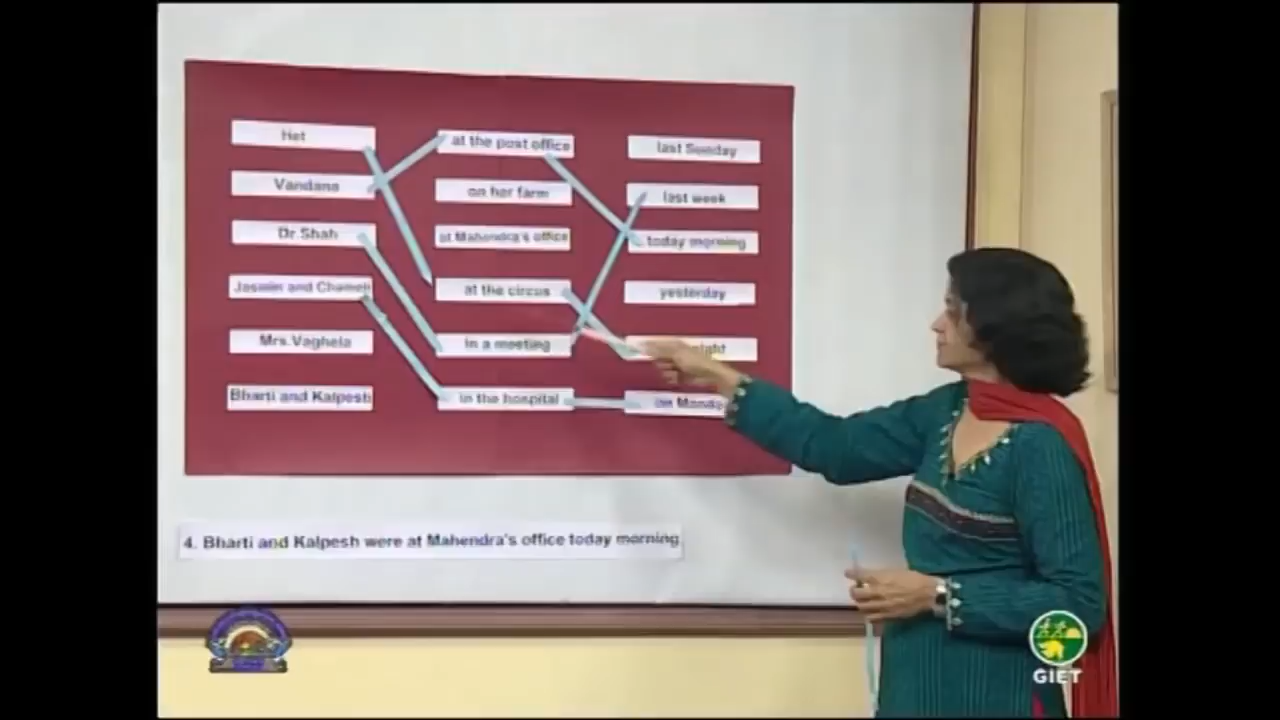 Het at the post office last Sunday
Vandana on her farm last week
Dr.Shah at Mahendra's office today morning
Jasmin and Chameli at the circus yesterday
Mrs.Vaghela in a meeting
Bharti and Kalpesh in the hospital on
4. Bharti and Kalpesh were at Mahendra's office today morning
GIET